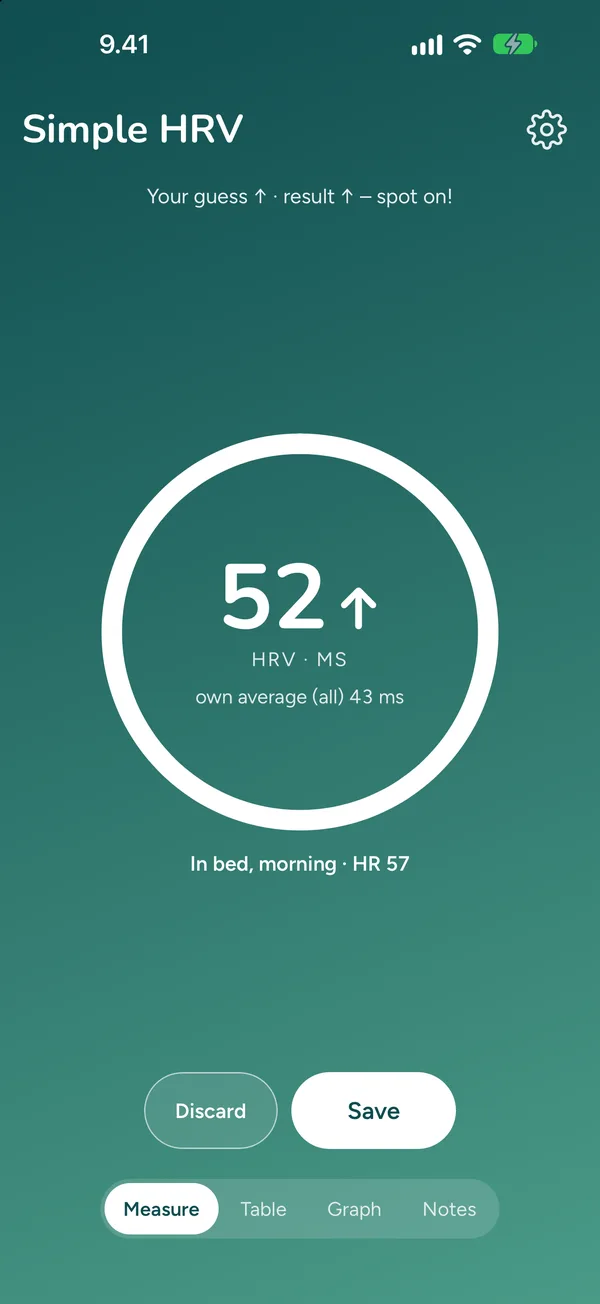 9.41
Simple HRV
Your guess ↑ · result ↑ – spot on!
52 ↑
HRV · MS
own average (all) 43 ms
In bed, morning · HR 57
Discard
Save
Measure
Table
Graph
Notes